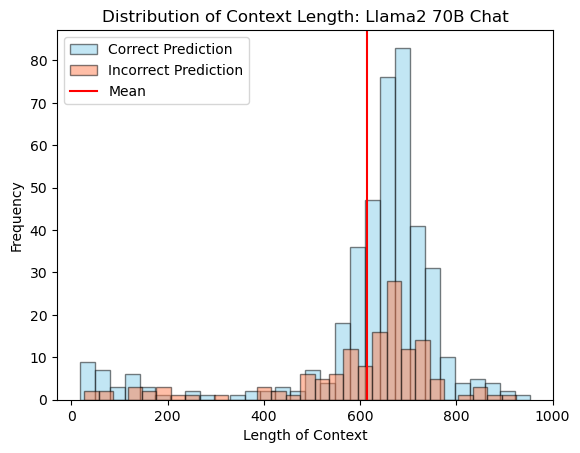 Distribution of Context Length: Llama2 70B Chat
Correct Prediction
Incorrect Prediction
Mean
Frequency
80
70
60
50
40
30
20
10
0
0 200 400 600 800 1000
Length of Context